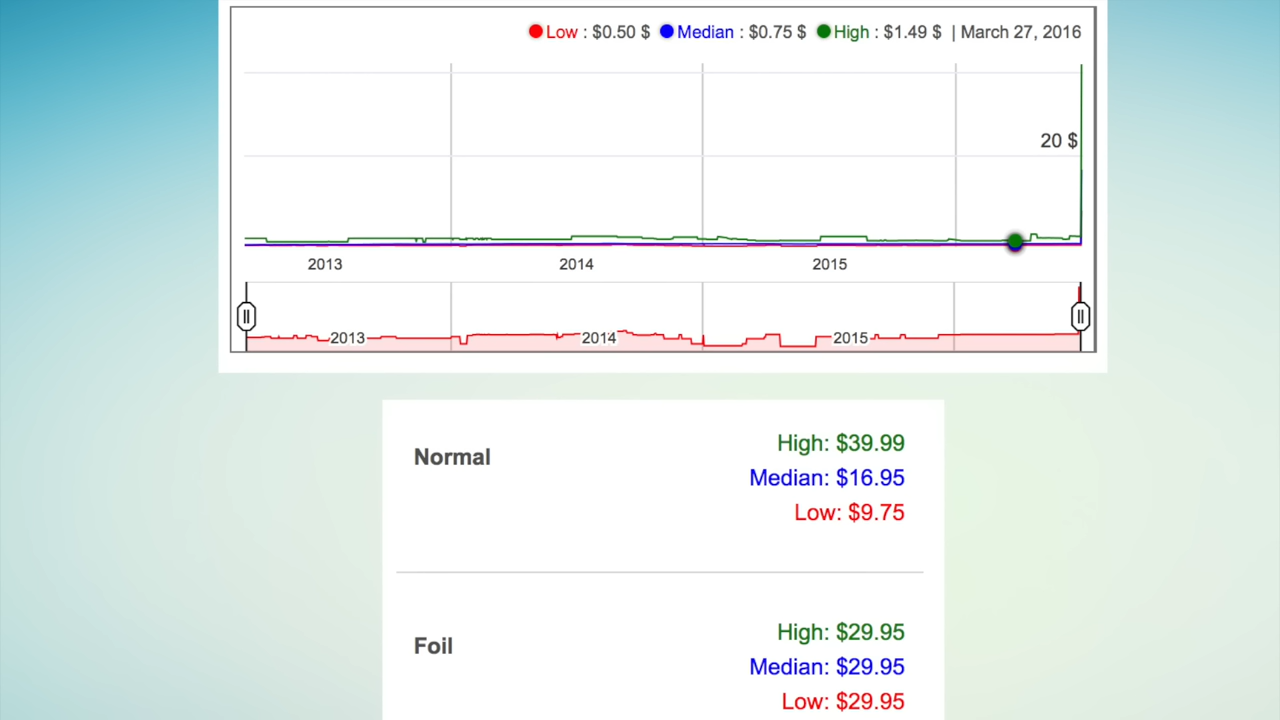 Low : $0.50 $ Median : $0.75 $ High : $1.49 $ | March 27, 2016
20 $
2013 2014 2015
2013 2014 2015
Normal
High: $39.99
Median: $16.95
Low: $9.75
Foil
High: $29.95
Median: $29.95
Low: $29.95